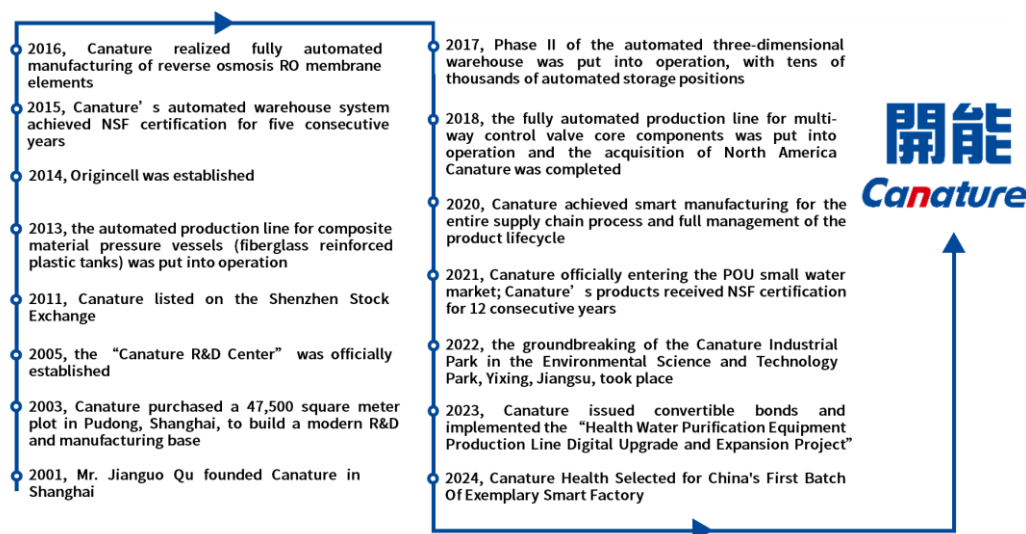 2016, Canature realized fully automated
manufacturing of reverse osmosis RO membrane
elements
2015, Canature’s automated warehouse system
achieved NSF certification for five consecutive
years
2014, Origincell was established
2013, the automated production line for composite
material pressure vessels (fiberglass reinforced
plastic tanks) was put into operation
2011, Canature listed on the Shenzhen Stock
Exchange
2005, the “Canature R&D Center” was officially
established
2003, Canature purchased a 47,500 square meter
plot in Pudong, Shanghai, to build a modern R&D
and manufacturing base
2001, Mr. Jianguo Qu founded Canature in
Shanghai
2017, Phase II of the automated three-dimensional
warehouse was put into operation, with tens of
thousands of automated storage positions
2018, the fully automated production line for multi-
way control valve core components was put into
operation and the acquisition of North America
Canature was completed
2020, Canature achieved smart manufacturing for the
entire supply chain process and full management of the
product lifecycle
2021, Canature officially entering the POU small water
market; Canature’s products received NSF certification
for 12 consecutive years
2022, the groundbreaking of the Canature Industrial
Park in the Environmental Science and Technology
Park, Yixing, Jiangsu, took place
2023, Canature issued convertible bonds and
implemented the “Health Water Purification Equipment
Production Line Digital Upgrade and Expansion Project”
2024, Canature Health Selected for China's First Batch
Of Exemplary Smart Factory
開能
Canature